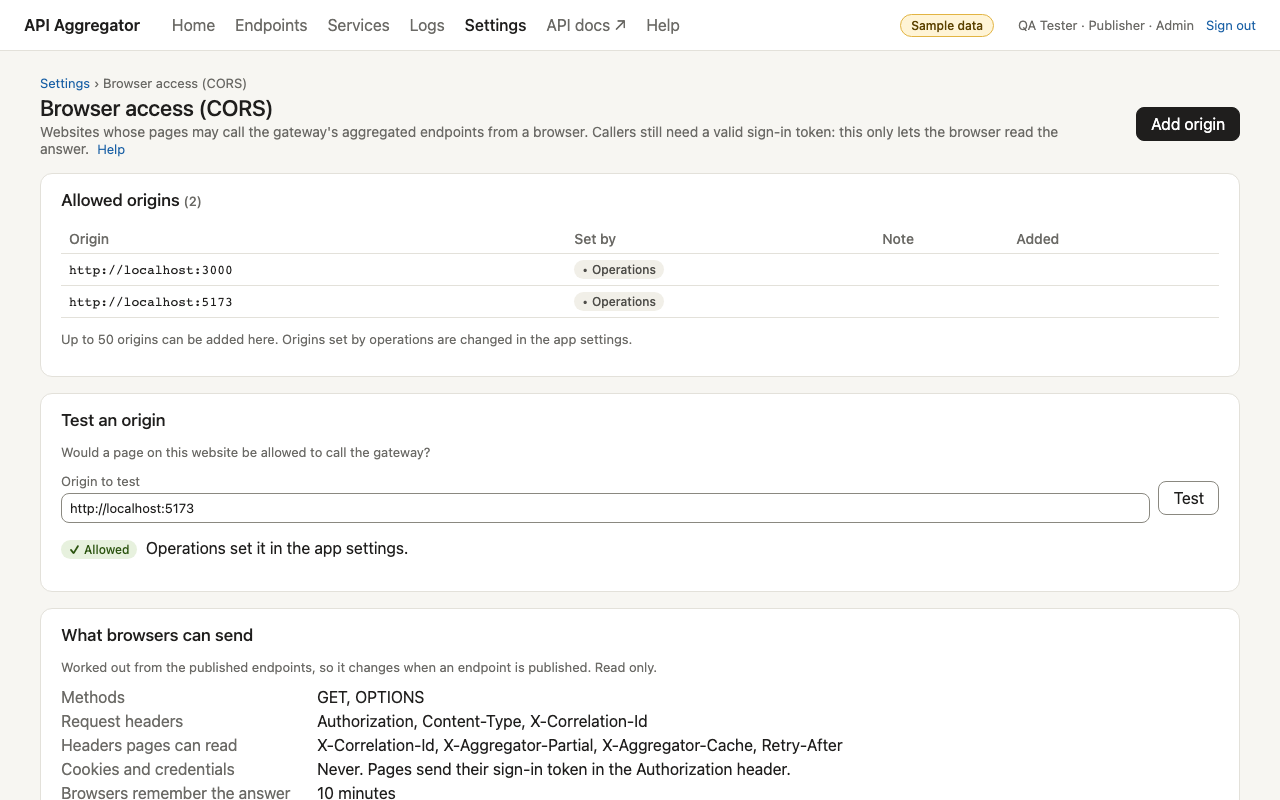 API Aggregator Home Endpoints Services Logs Settings API docs ↗ Help Sample data QA Tester · Publisher · Admin Sign out
Settings › Browser access (CORS)
Browser access (CORS)
Websites whose pages may call the gateway's aggregated endpoints from a browser. Callers still need a valid sign-in token: this only lets the browser read the
answer. Help
Add origin
Allowed origins (2)
Origin Set by Note Added
http://localhost:3000 • Operations
http://localhost:5173 • Operations
Up to 50 origins can be added here. Origins set by operations are changed in the app settings.
Test an origin
Would a page on this website be allowed to call the gateway?
Origin to test
http://localhost:5173 Test
✓ Allowed Operations set it in the app settings.
What browsers can send
Worked out from the published endpoints, so it changes when an endpoint is published. Read only.
Methods GET, OPTIONS
Request headers Authorization, Content-Type, X-Correlation-Id
Headers pages can read X-Correlation-Id, X-Aggregator-Partial, X-Aggregator-Cache, Retry-After
Cookies and credentials Never. Pages send their sign-in token in the Authorization header.
Browsers remember the answer 10 minutes